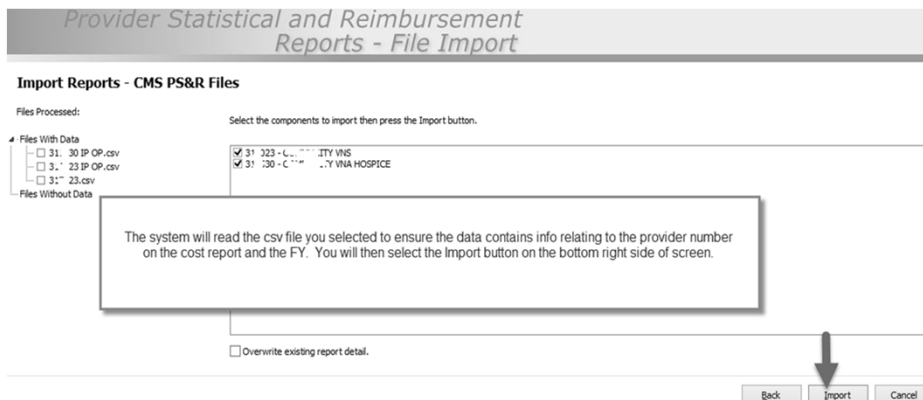 Provider Statistical and Reimbursement
Reports - File Import
Import Reports - CMS PS&R Files
Files Processed:
Select the components to import then press the Import button.
Files With Data
30 IP OP.csv
23 IP OP.csv
23.csv
Files Without Data
VNS
VNA HOSPICE
The system will read the csv file you selected to ensure the data contains info relating to the provider number
on the cost report and the FY. You will then select the Import button on the bottom right side of screen.
Overwrite existing report detail.
Back
Import
Cancel